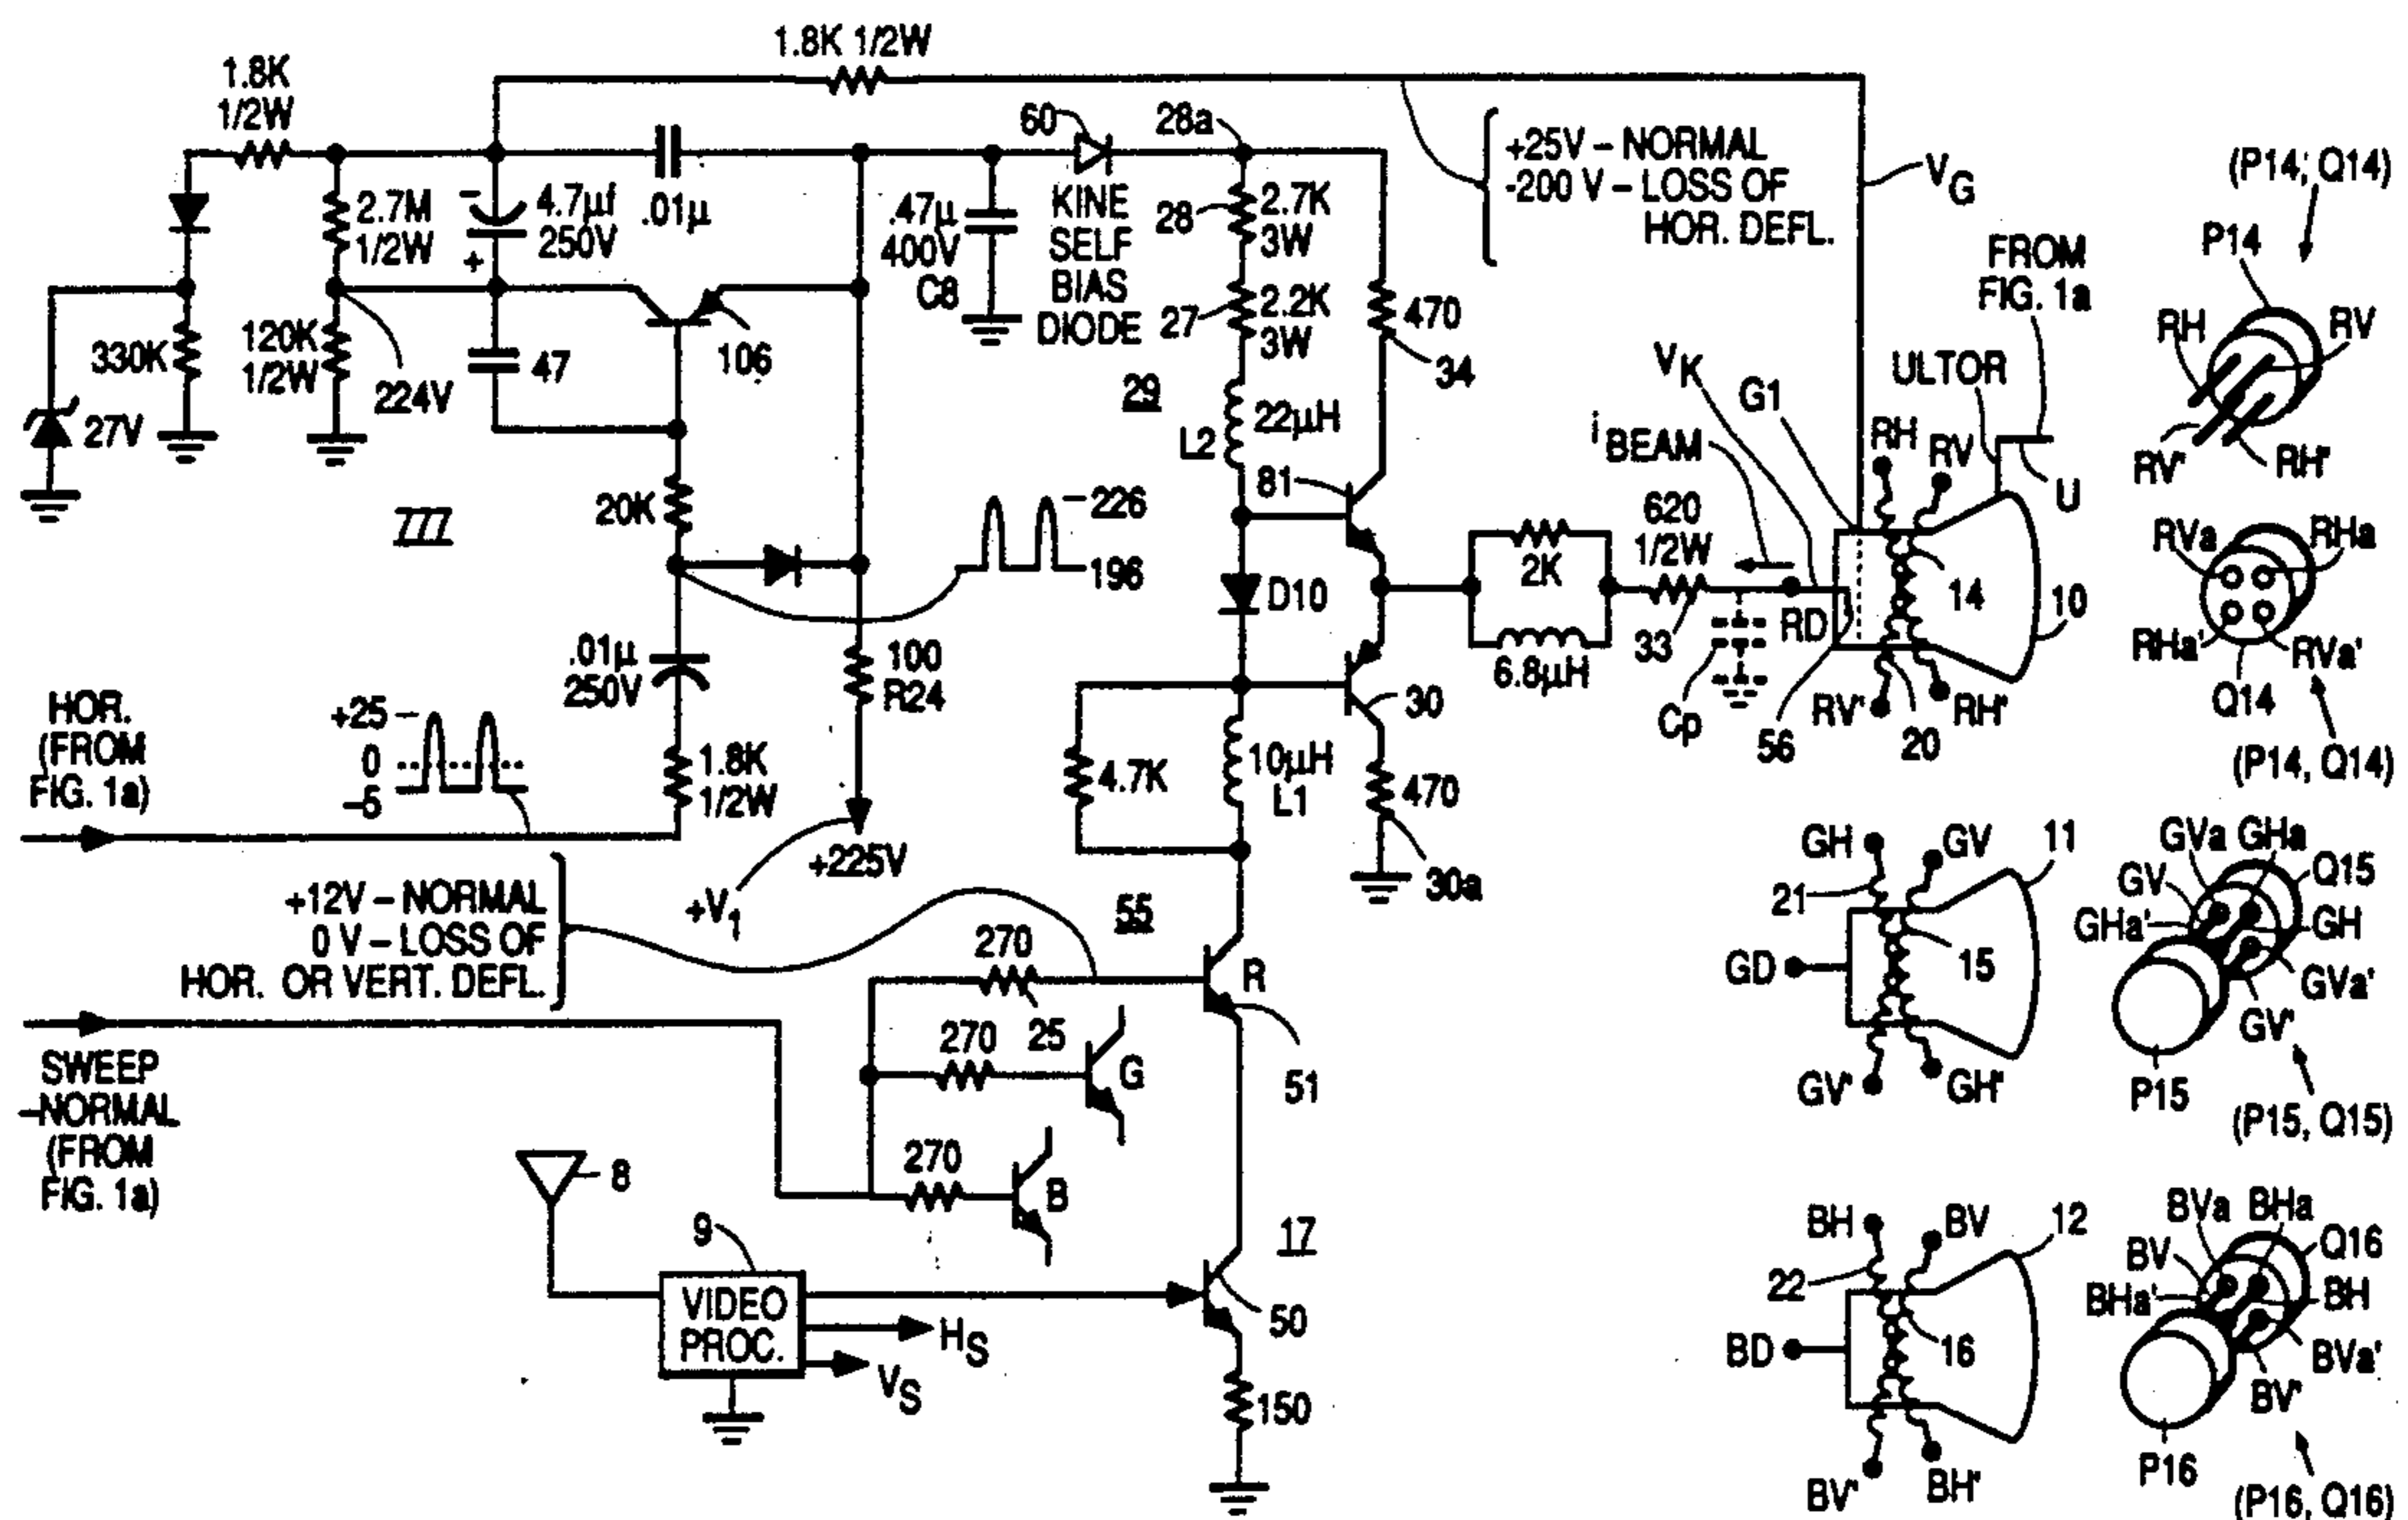 1.8K 1/2W
1.8K
1/2W
60
28a
+25V – NORMAL
-200 V – LOSS OF
HOR. DEFL.
VG
(P14, Q14)
P14
RH
RV
RV'
RH'
2.7M
1/2W
–
4.7µf
250V
+
.01µ
.47µ
400V
C8
KINE
SELF
BIAS
DIODE
28
2.7K
3W
27
2.2K
3W
470
34
FROM
FIG. 1a
330K
120K
1/2W
224V
47
106
29
VK
G1
ULTOR
U
27V
L2
22µH
iBEAM
RH
RV
777
20K
226
196
81
620
1/2W
2K
6.8µH
33
RD
14
10
RVa
RHa
RHa'
RVa'
Q14
(P14, Q14)
D10
Cp
56
RV'
20
RH'
.01µ
250V
100
R24
30
HOR.
(FROM
FIG. 1a)
+25
0
–5
1.8K
1/2W
4.7K
10µH
L1
470
30a
+225V
+V1
+12V – NORMAL
0 V – LOSS OF
HOR. OR VERT. DEFL.
55
270
25
R
51
GH
GV
11
21
15
GD
GV'
GH'
GVa
GHa
Q15
GV
GHa'
GH
GVa'
GV'
P15
(P15, Q15)
SWEEP
–NORMAL
(FROM
FIG. 1a)
270
G
270
B
8
9
VIDEO
PROC.
HS
VS
17
50
150
BH
BV
12
22
16
BD
BV'
BH'
BVa
BHa
Q16
BV
BHa'
BH
BVa'
BV'
P16
(P16, Q16)